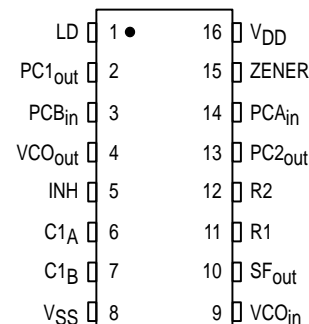 LD 1 16 VDD
PC1out 2 15 ZENER
PCBin 3 14 PCAin
VCOout 4 13 PC2out
INH 5 12 R2
C1A 6 11 R1
C1B 7 10 SFout
VSS 8 9 VCOin